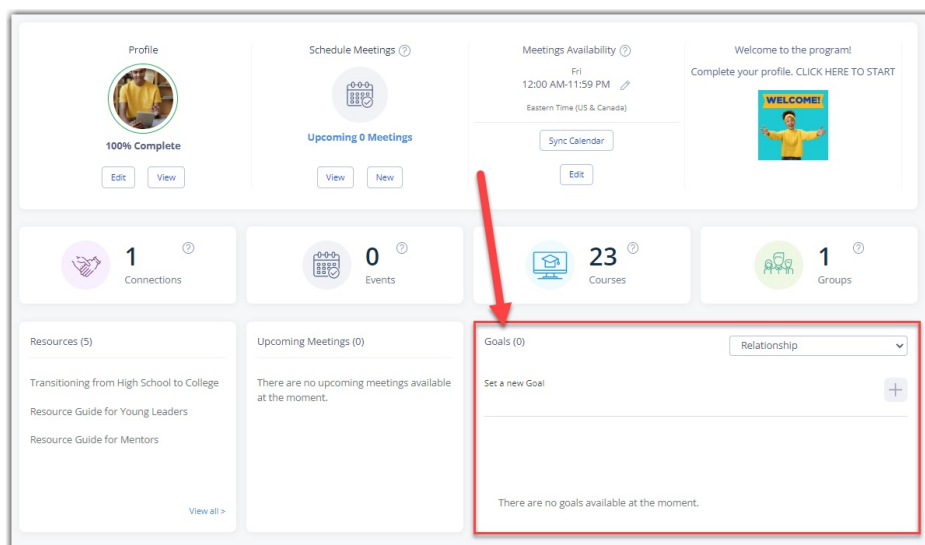 Profile
100% Complete
Edit View
Schedule Meetings ?
Upcoming 0 Meetings
View New
Meetings Availability ?
Fri
12:00 AM-11:59 PM
Eastern Time (US & Canada)
Sync Calendar
Edit
Welcome to the program!
Complete your profile. CLICK HERE TO START
WELCOME!
1 ?
Connections
0 ?
Events
23 ?
Courses
1 ?
Groups
Resources (5)
Transitioning from High School to College
Resource Guide for Young Leaders
Resource Guide for Mentors
View all >
Upcoming Meetings (0)
There are no upcoming meetings available
at the moment.
Goals (0)
Relationship
Set a new Goal
+
There are no goals available at the moment.